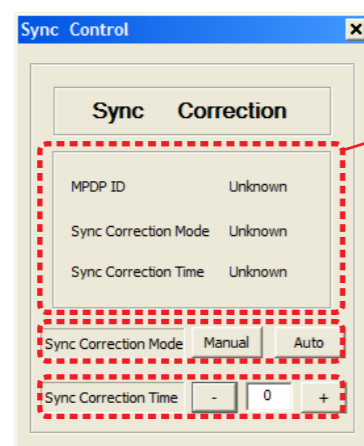 Sync Control
Sync Correction
MPDP ID Unknown
Sync Correction Mode Unknown
Sync Correction Time Unknown
Sync Correction Mode Manual Auto
Sync Correction Time - 0 +